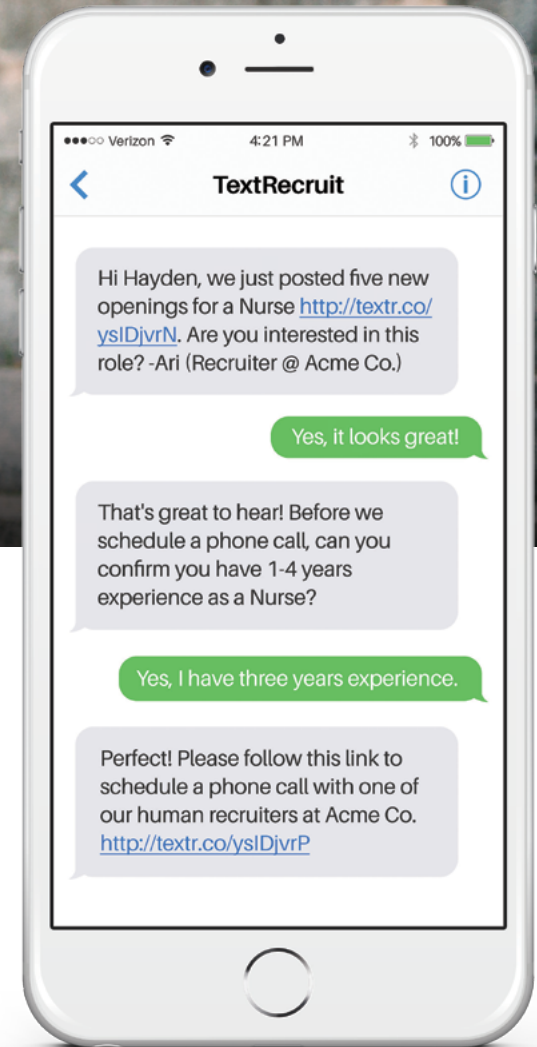 Verizon 4:21 PM 100%
TextRecruit
Hi Hayden, we just posted five new
openings for a Nurse http://textr.co/
ysIDjvrN. Are you interested in this
role? -Ari (Recruiter @ Acme Co.)
Yes, it looks great!
That's great to hear! Before we
schedule a phone call, can you
confirm you have 1-4 years
experience as a Nurse?
Yes, I have three years experience.
Perfect! Please follow this link to
schedule a phone call with one of
our human recruiters at Acme Co.
http://textr.co/ysIDjvrP